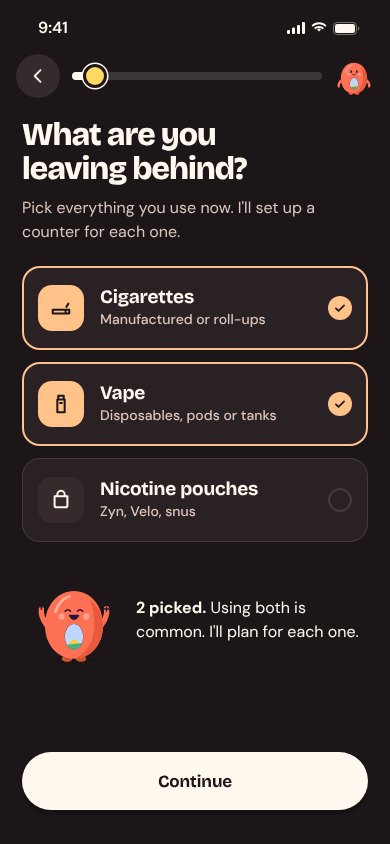 9:41
What are you
leaving behind?
Pick everything you use now. I'll set up a
counter for each one.
Cigarettes
Manufactured or roll-ups
Vape
Disposables, pods or tanks
Nicotine pouches
Zyn, Velo, snus
2 picked. Using both is
common. I'll plan for each one.
Continue